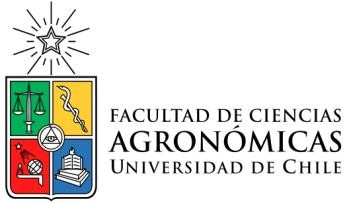 FACULTAD DE CIENCIAS
AGRONÓMICAS
UNIVERSIDAD DE CHILE